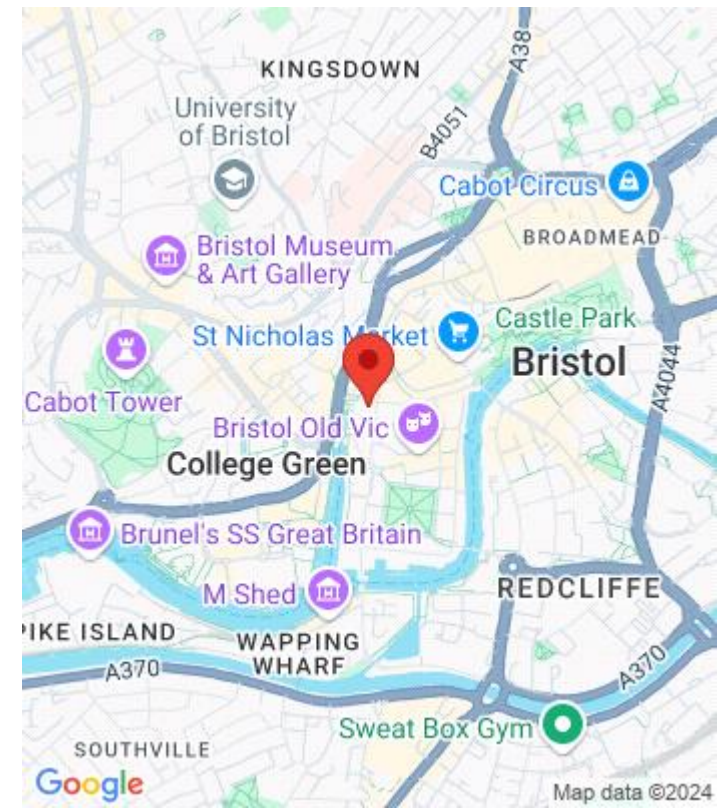 KINGSDOWN
A38
University
of Bristol
B4051
Cabot Circus
BROADMEAD
Bristol Museum
& Art Gallery
St Nicholas Market
Castle Park
Bristol
A4044
Cabot Tower
Bristol Old Vic
College Green
Brunel's SS Great Britain
M Shed
REDCLIFFE
PIKE ISLAND
WAPPING
WHARF
A370
A370
Sweat Box Gym
SOUTHVILLE
Google
Map data ©2024